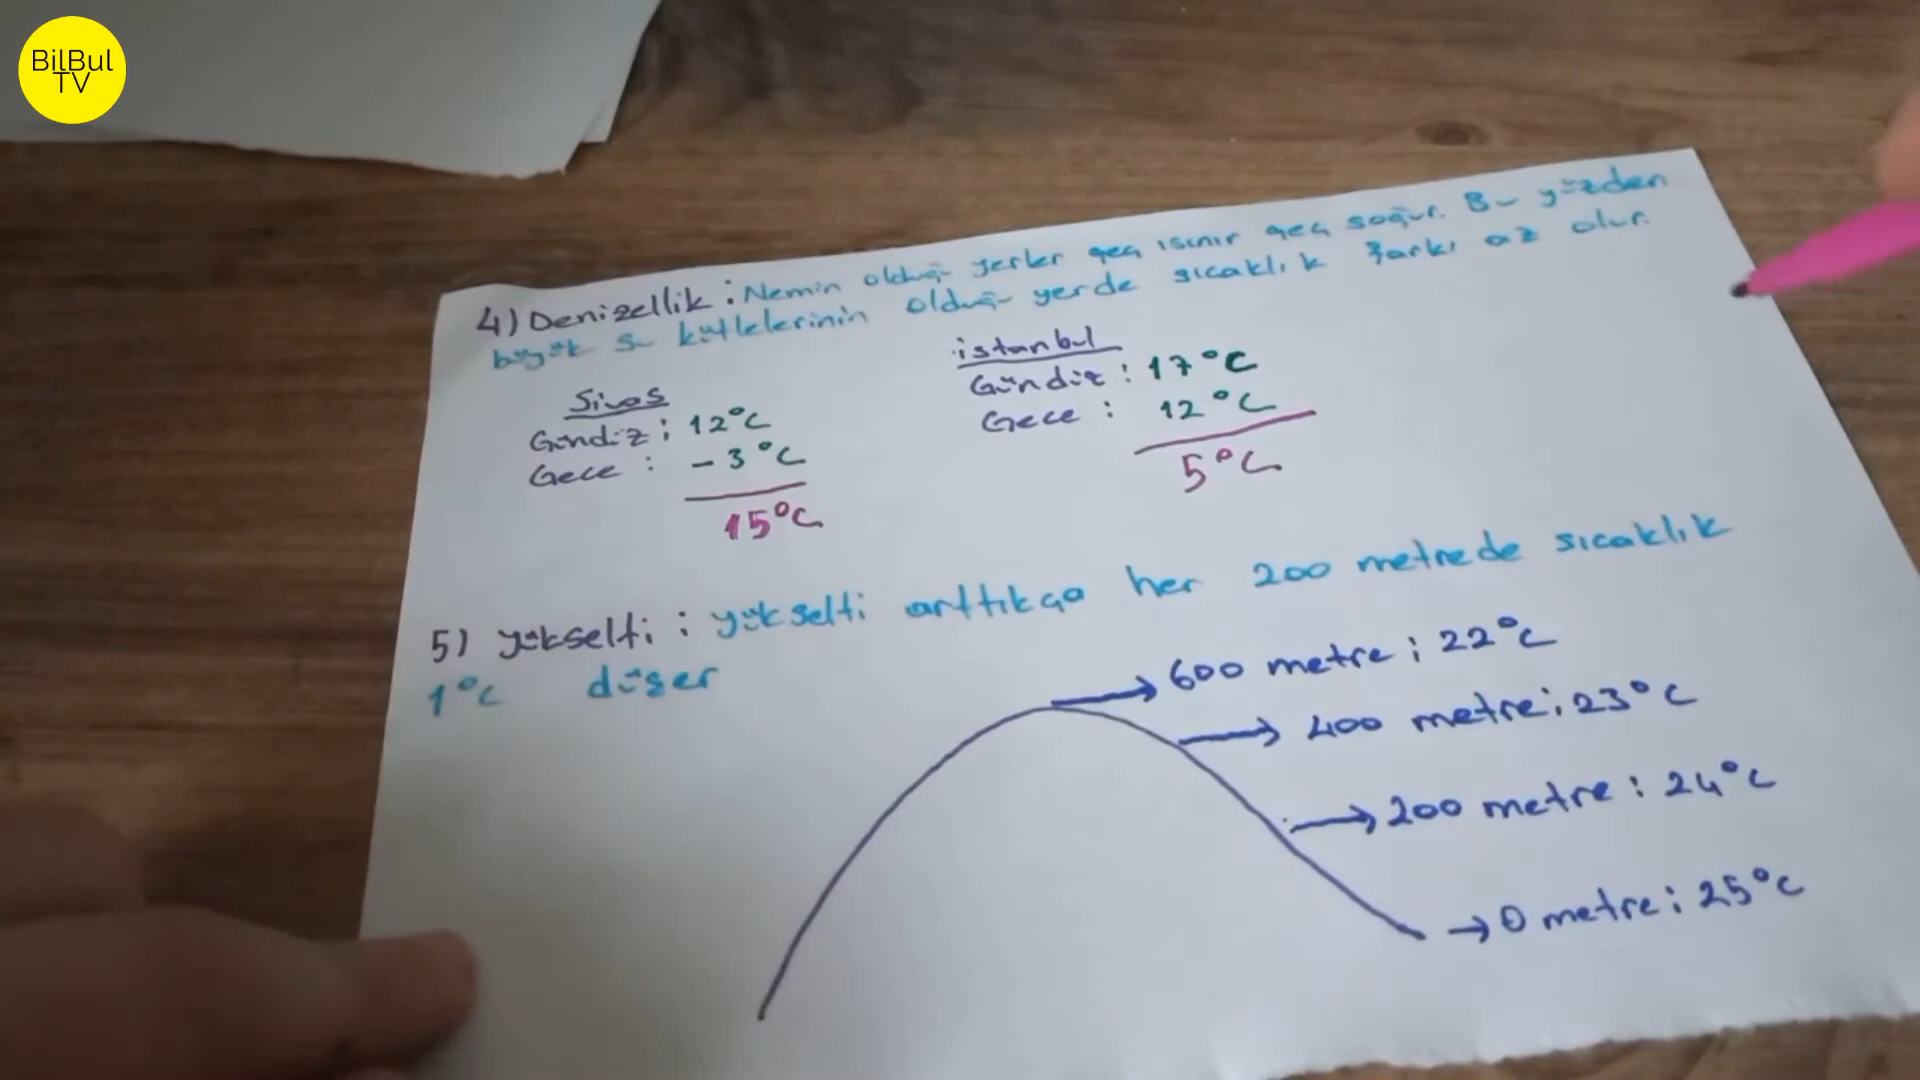 BilBul
TV
4) Denizellik : Nemin olduğu yerler geç ısınır geç soğur. Bu yüzden
büyük su kütlelerinin olduğu yerde sıcaklık farkı az olur.
Sivas
Gündüz : 12°C
Gece : -3°C
15°C
istanbul
Gündüz : 17°C
Gece : 12°C
5°C
5) Yükselti : yükselti arttıkça her 200 metrede sıcaklık
1°C düşer
600 metre : 22°C
400 metre : 23°C
200 metre : 24°C
0 metre : 25°C